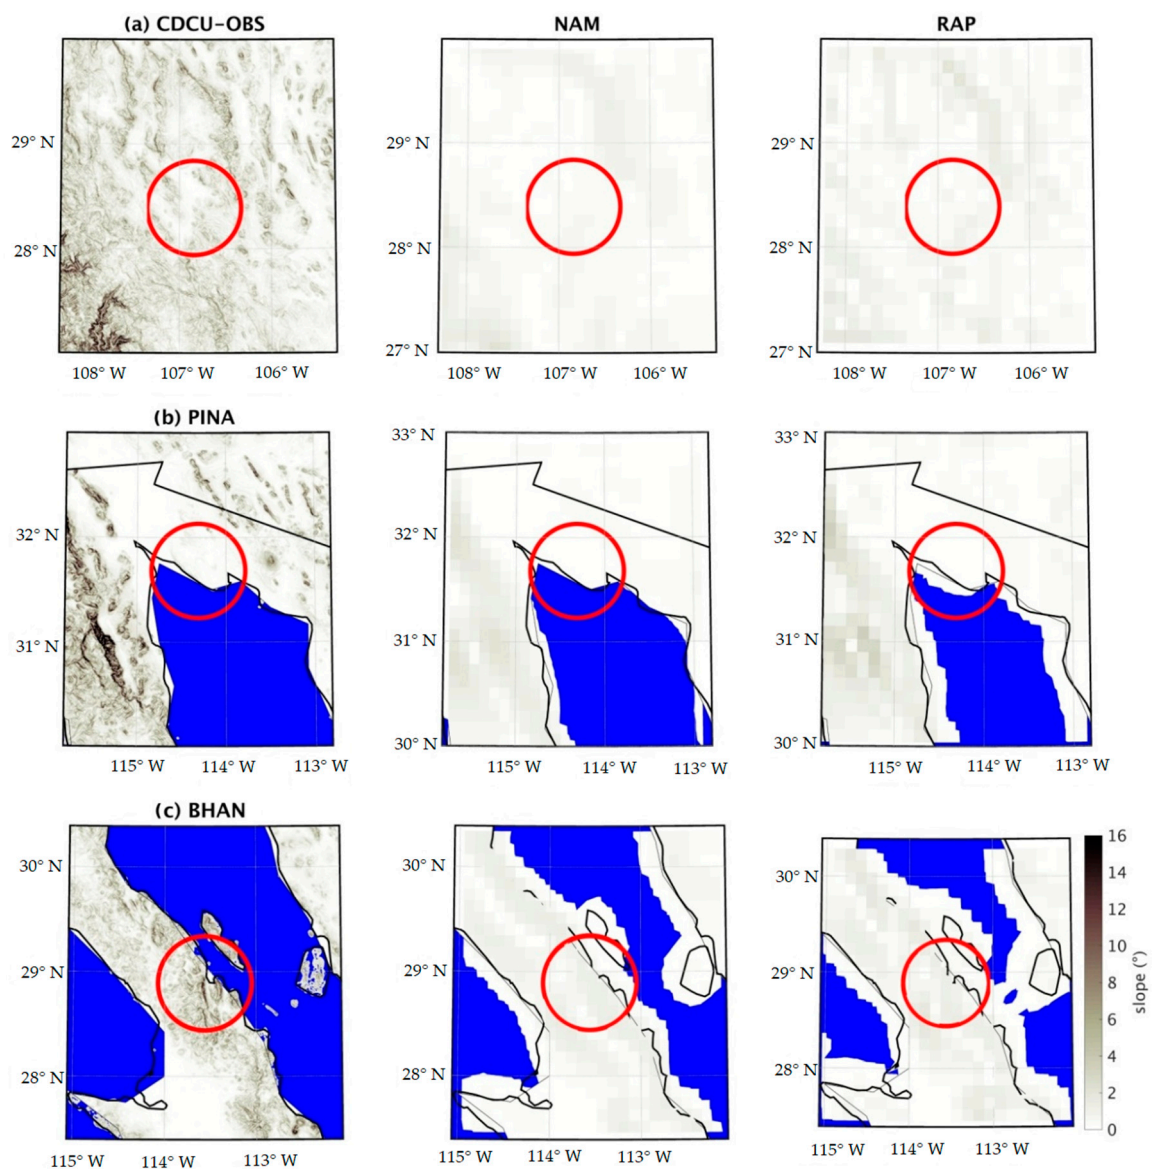 (a) CDCU−OBS NAM RAP
29° N 29° N 29° N
28° N 28° N 28° N
27° N 27° N
108° W 107° W 106° W 108° W 107° W 106° W 108° W 107° W 106° W
(b) PINA
33° N 33° N
32° N 32° N 32° N
31° N 31° N 31° N
30° N 30° N
115° W 114° W 113° W 115° W 114° W 113° W 115° W 114° W 113° W
(c) BHAN
30° N 30° N 30° N
29° N 29° N 29° N
28° N 28° N 28° N
115° W 114° W 113° W 115° W 114° W 113° W 115° W 114° W 113° W
16
14
12
10
8
6
4
2
0
slope (°)